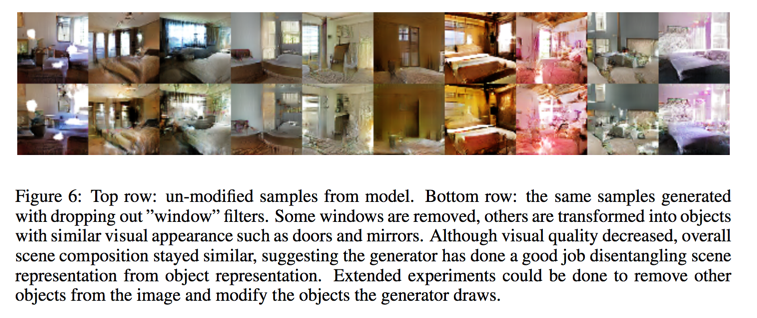 Figure 6: Top row: un-modified samples from model. Bottom row: the same samples generated
with dropping out ”window” filters. Some windows are removed, others are transformed into objects
with similar visual appearance such as doors and mirrors. Although visual quality decreased, overall
scene composition stayed similar, suggesting the generator has done a good job disentangling scene
representation from object representation. Extended experiments could be done to remove other
objects from the image and modify the objects the generator draws.